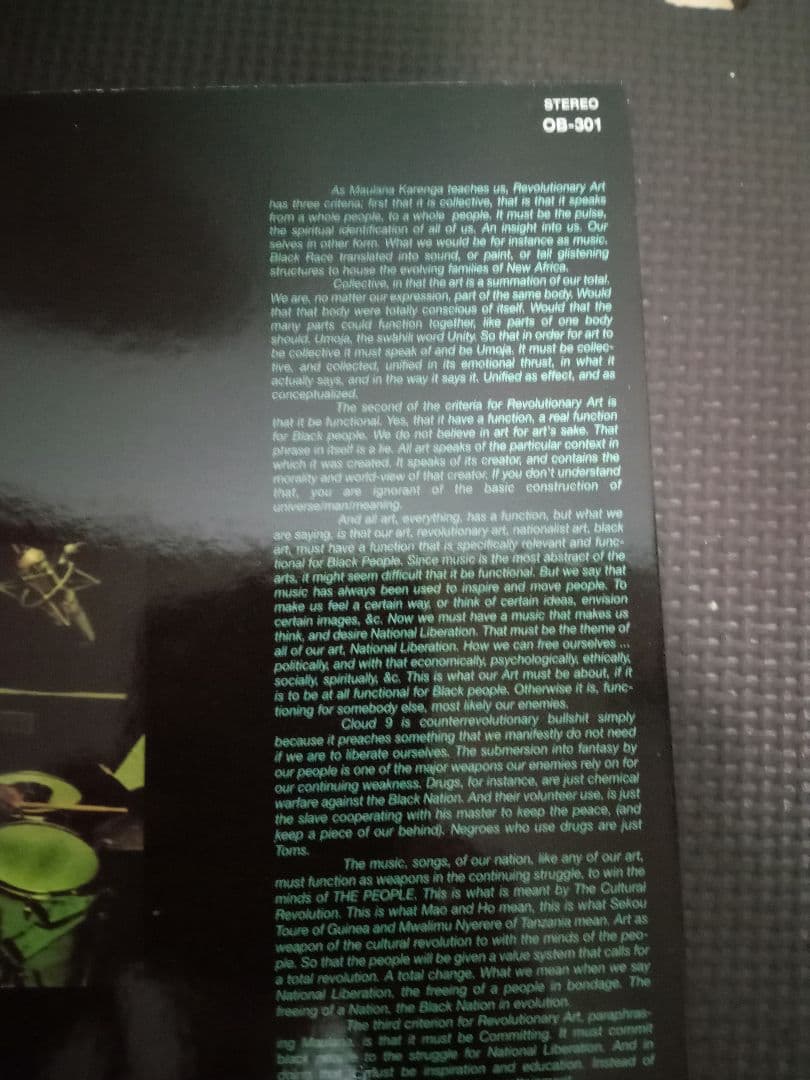 STEREO
OB-301
As Maulana Karenga teaches us, Revolutionary Art
has three criteria: first that it is collective, that is that it speaks
from a whole people, to a whole people. It must be the pulse,
the spiritual identification of all of us. An insight into us. Our
selves in other form. What we would be for instance as music.
Black Race translated into sound, or paint, or tall glistening
structures to house the evolving families of New Africa.
Collective, in that the art is a summation of our total.
We are, no matter our expression, part of the same body. Would
that that body were totally conscious of itself. Would that the
many parts could function together, like parts of one body
should. Umoja, the swahili word Unity. So that in order for art to
be collective it must speak of and be Umoja. It must be collec-
tive, and collected, unified in its emotional thrust, in what it
actually says, and in the way it says it. Unified as effect, and as
conceptualized.
The second of the criteria for Revolutionary Art is
that it be functional. Yes, that it have a function, a real function
for Black people. We do not believe in art for art's sake. That
phrase in itself is a lie. All art speaks of the particular context in
which it was created. It speaks of its creator, and contains the
morality and world-view of that creator. If you don't understand
that, you are ignorant of the basic construction of
universe/man/meaning.
And all art, everything, has a function, but what we
are saying, is that our art, revolutionary art, nationalist art, black
art, must have a function that is specifically relevant and func-
tional for Black People. Since music is the most abstract of the
arts, it might seem difficult that it be functional. But we say that
music has always been used to inspire and move people. To
make us feel a certain way, or think of certain ideas, envision
certain images, &c. Now we must have a music that makes us
think, and desire National Liberation. That must be the theme of
all of our art, National Liberation. How we can free ourselves ...
politically, and with that economically, psychologically, ethically,
socially, spiritually, &c. This is what our Art must be about, if it
is to be at all functional for Black people. Otherwise it is, func-
tioning for somebody else, most likely our enemies.
Cloud 9 is counterrevolutionary bullshit simply
because it preaches something that we manifestly do not need
if we are to liberate ourselves. The submersion into fantasy by
our people is one of the major weapons our enemies rely on for
our continuing weakness. Drugs, for instance, are just chemical
warfare against the Black Nation. And their volunteer use, is just
the slave cooperating with his master to keep the peace, (and
keep a piece of our behind). Negroes who use drugs are just
Toms.
The music, songs, of our nation, like any of our art,
must function as weapons in the continuing struggle, to win the
minds of THE PEOPLE. This is what is meant by The Cultural
Revolution. This is what Mao and Ho mean, this is what Sekou
Toure of Guinea and Mwalimu Nyerere of Tanzania mean. Art as
weapon of the cultural revolution to with the minds of the peo-
ple. So that the people will be given a value system that calls for
a total revolution. A total change. What we mean when we say
National Liberation, the freeing of a people in bondage. The
freeing of a Nation, the Black Nation in evolution.
The third criterion for Revolutionary Art, paraphras-
ing Maulana, is that it must be Committing. It must commit
black people to the struggle for National Liberation. And in
doing that it must be inspiration and education. Instead of